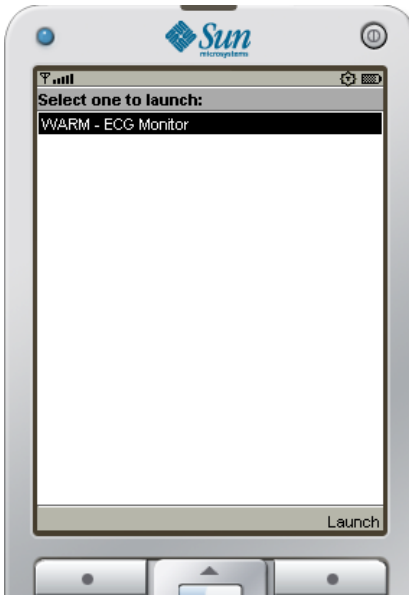 Sun
microsystems
Select one to launch:
WARM - ECG Monitor
Launch